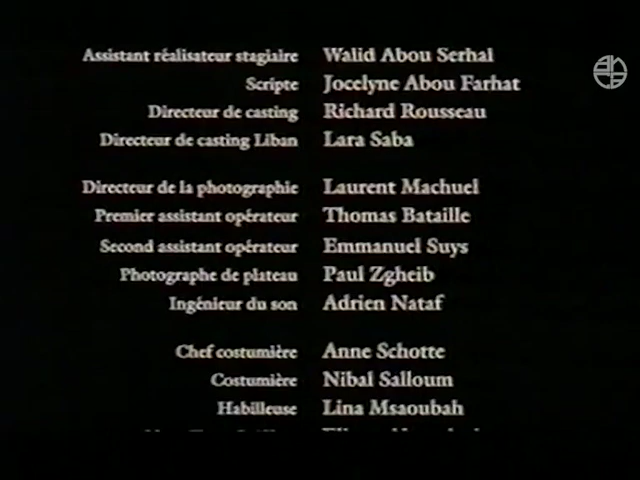 Assistant réalisateur stagiaire Walid Abou Serhal
Scripte Jocelyne Abou Farhat
Directeur de casting Richard Rousseau
Directeur de casting Liban Lara Saba
Directeur de la photographie Laurent Machuel
Premier assistant opérateur Thomas Bataille
Second assistant opérateur Emmanuel Suys
Photographe de plateau Paul Zgheib
Ingénieur du son Adrien Nataf
Chef costumière Anne Schotte
Costumière Nibal Salloum
Habilleuse Lina Msaoubah